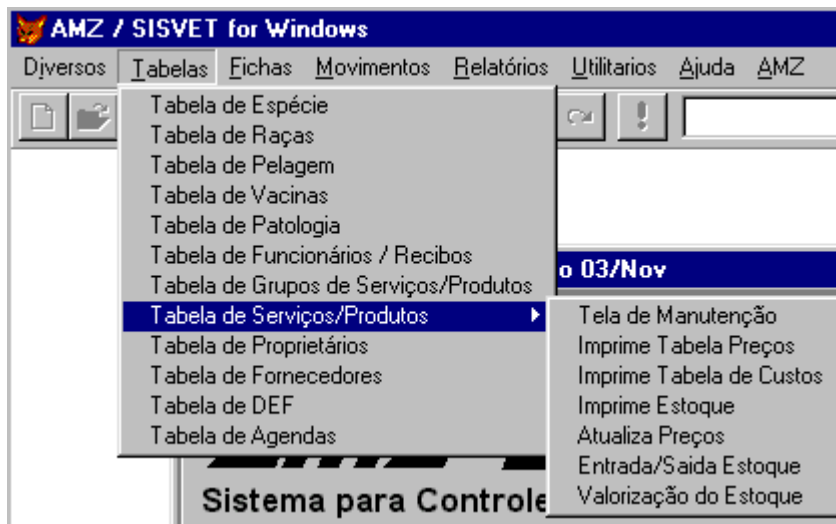 AMZ / SISVET for Windows
Diversos Tabelas Fichas Movimentos Relatórios Utilitarios Ajuda AMZ
Tabela de Espécie
Tabela de Raças
Tabela de Pelagem
Tabela de Vacinas
Tabela de Patologia
Tabela de Funcionários / Recibos
Tabela de Grupos de Serviços/Produtos
Tabela de Serviços/Produtos
Tabela de Proprietários
Tabela de Fornecedores
Tabela de DEF
Tabela de Agendas
o 03/Nov
Tela de Manutenção
Imprime Tabela Preços
Imprime Tabela de Custos
Imprime Estoque
Atualiza Preços
Entrada/Saida Estoque
Valorização do Estoque
Sistema para Controle